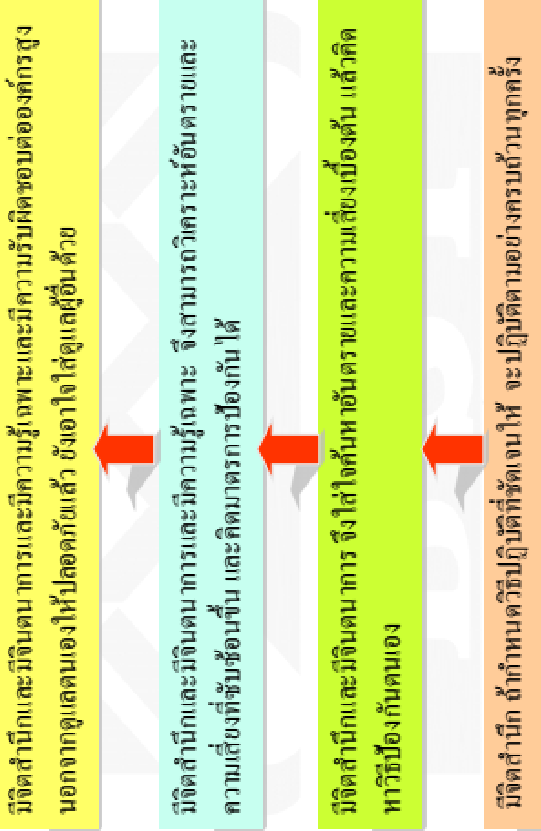 มีจิตสำนึกและมีจินตนาการและมีความรู้เฉพาะและมีความรับผิดชอบต่อองค์กรสูง
นอกจากดูแลตนเองให้ปลอดภัยแล้ว ยังเอาใจใส่ดูแลผู้อื่นด้วย
มีจิตสำนึกและมีจินตนาการและมีความรู้เฉพาะ จึงสามารถวิเคราะห์อันตรายและ
ความเสี่ยงที่ซับซ้อนขึ้น และคิดมาตรการป้องกันได้
มีจิตสำนึกและมีจินตนาการ จึงใส่ใจค้นหาอันตรายและความเสี่ยงเบื้องต้น แล้วคิด
หาวิธีป้องกันตนเอง
มีจิตสำนึก ถ้ากำหนดวิธีปฏิบัติที่ชัดเจนให้ จะปฏิบัติตามอย่างครบถ้วนทุกครั้ง